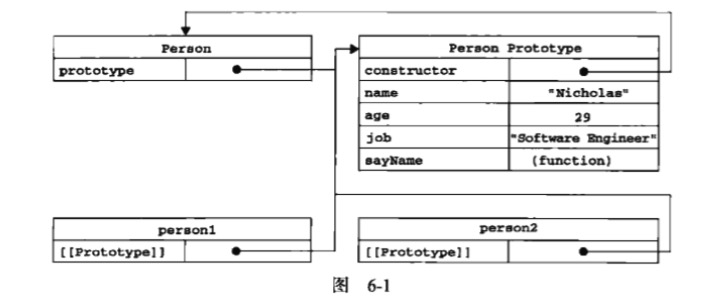 Person
prototype
Person Prototype
constructor
name "Nicholas"
age 29
job "Software Engineer"
sayName (function)
person1
[[Prototype]]
person2
[[Prototype]]
图 6-1